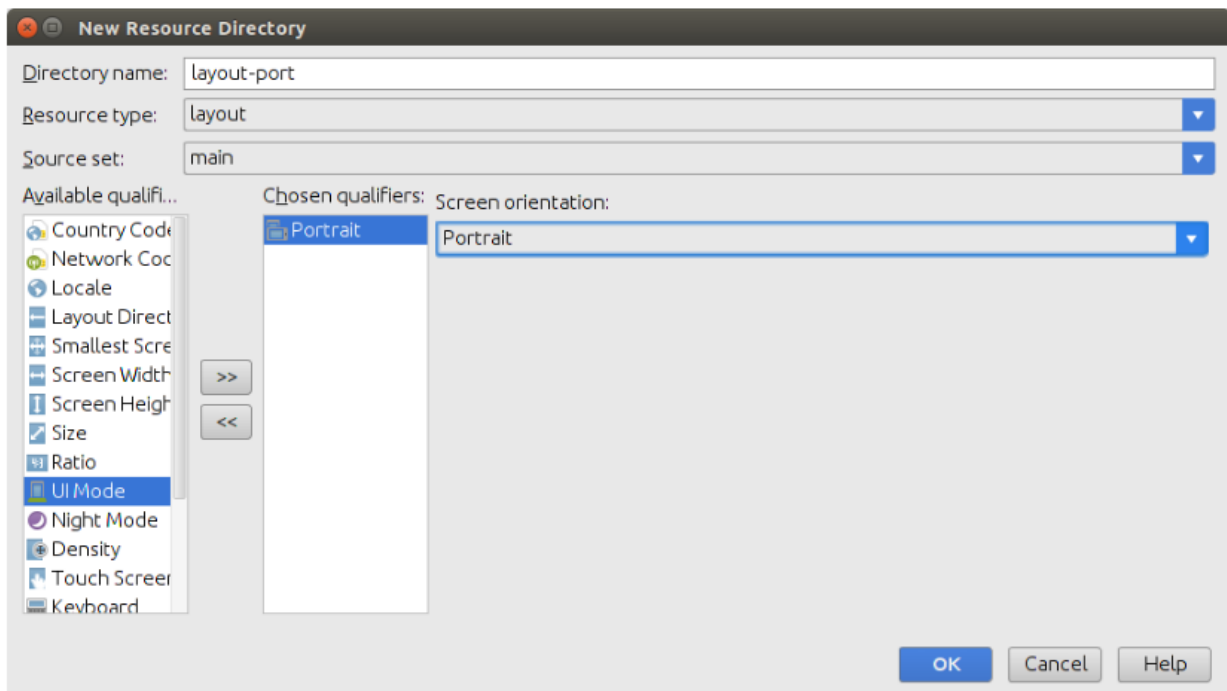 New Resource Directory
Directory name: layout-port
Resource type: layout
Source set: main
Available qualifi...
Chosen qualifiers:
Screen orientation:
Country Code
Network Coc
Locale
Layout Direct
Smallest Scre
Screen Width
Screen Heigh
Size
Ratio
UI Mode
Night Mode
Density
Touch Screer
Keyboard
>>
<<
Portrait
Portrait
OK
Cancel
Help